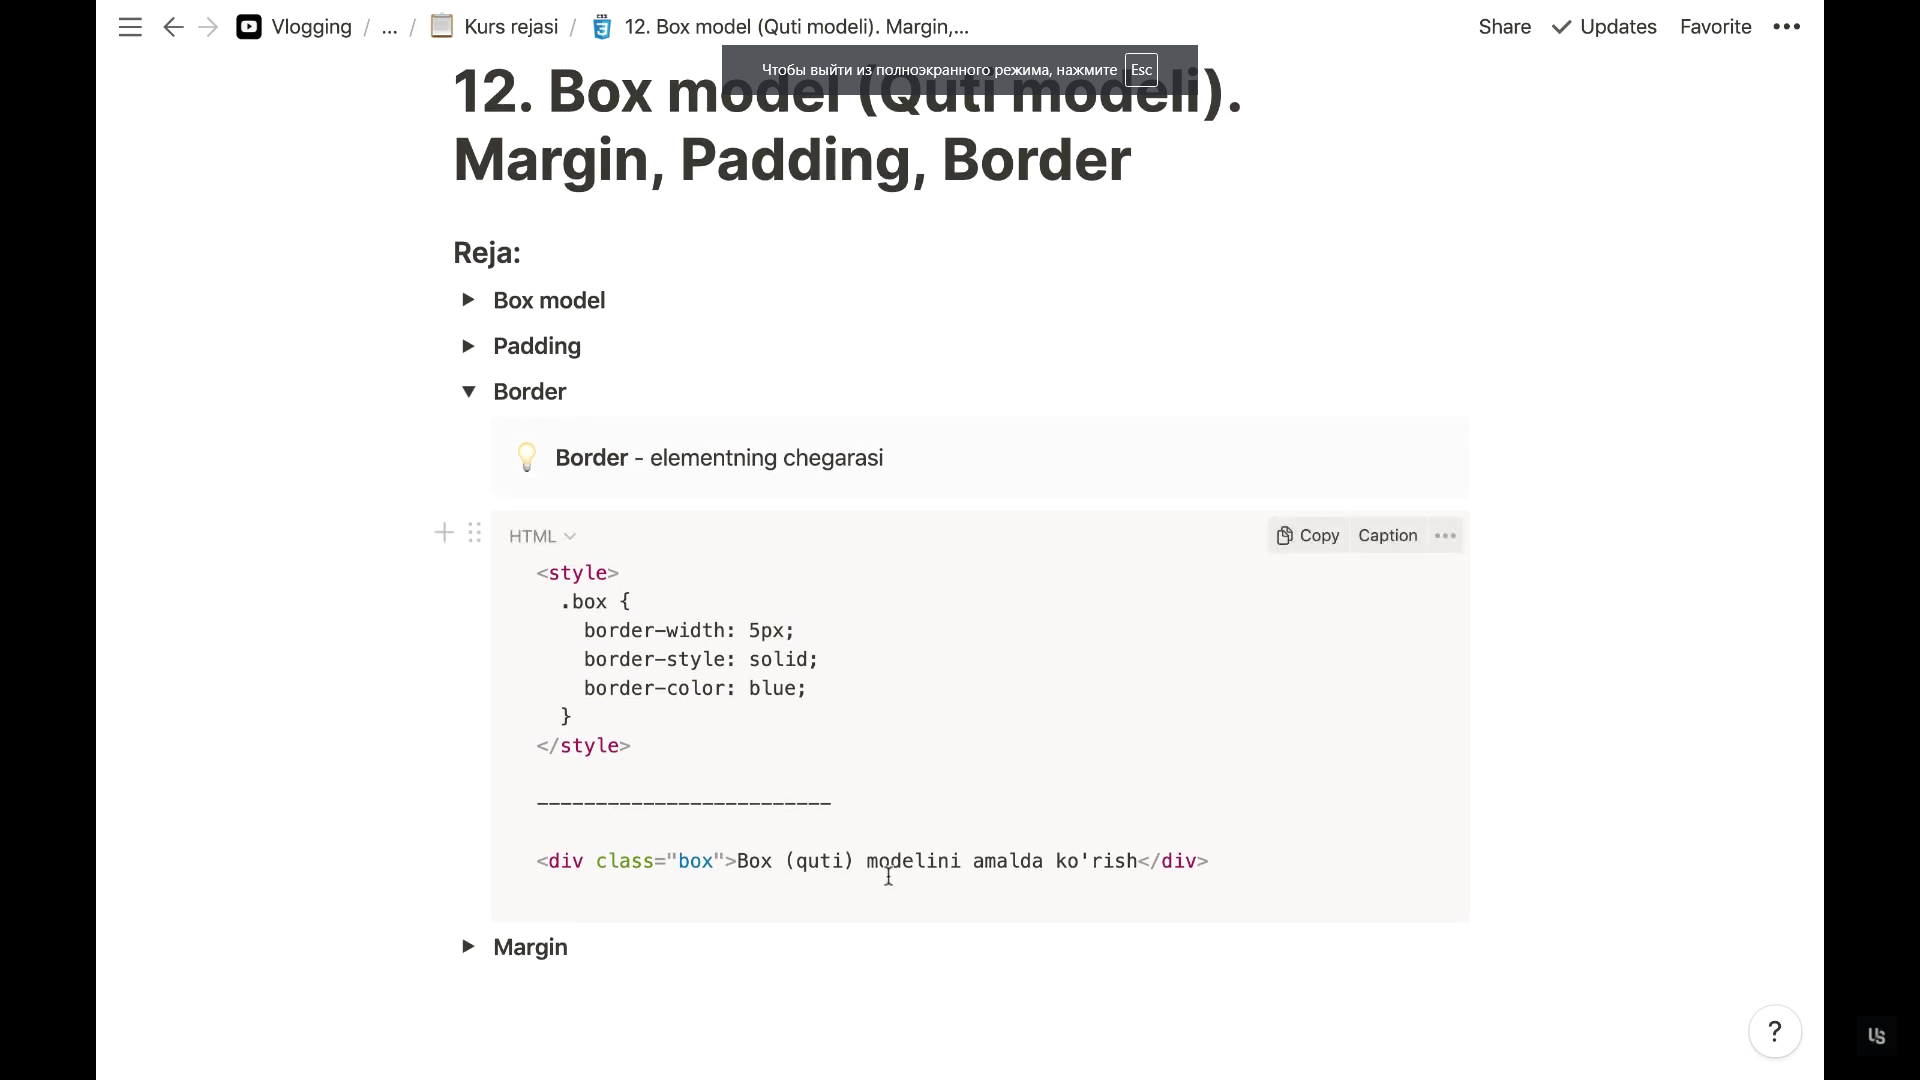 Vlogging / ... / Kurs rejasi / 12. Box model (Quti modeli). Margin,...
Share Updates Favorite
Чтобы выйти из полноэкранного режима, нажмите Esc
12. Box model (Quti modeli).
Margin, Padding, Border
Reja:
Box model
Padding
Border
Border - elementning chegarasi
HTML
Copy Caption
<style>
.box {
border-width: 5px;
border-style: solid;
border-color: blue;
}
</style>
-------------------------
<div class="box">Box (quti) modelini amalda ko'rish</div>
Margin
?